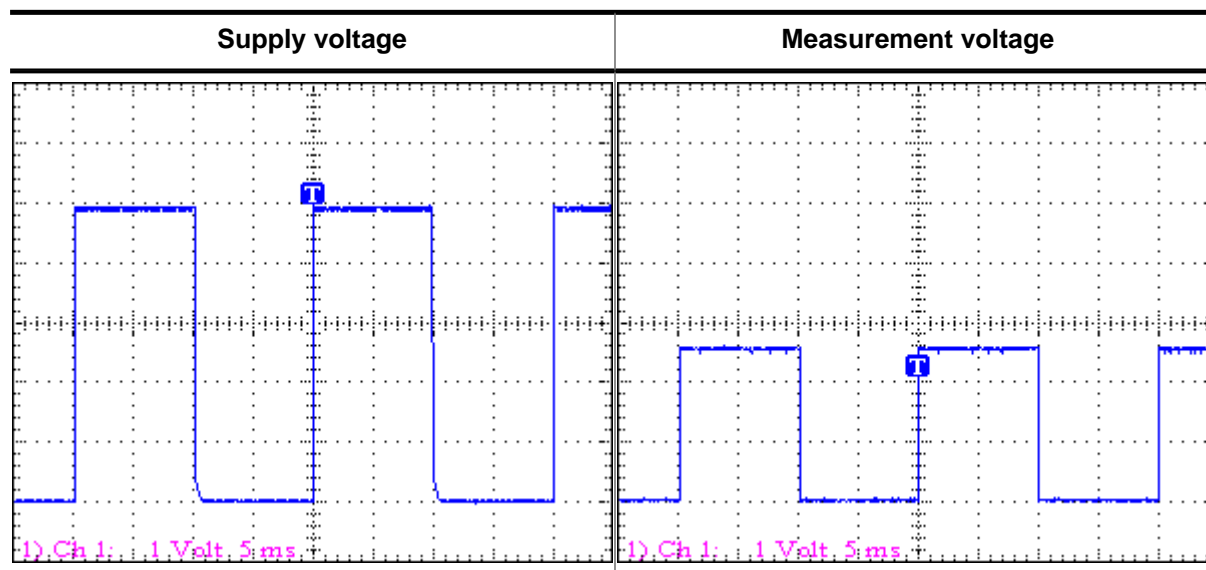 Supply voltage
Measurement voltage
T
T
1) Ch 1: 1 Volt 5 ms
1) Ch 1: 1 Volt 5 ms